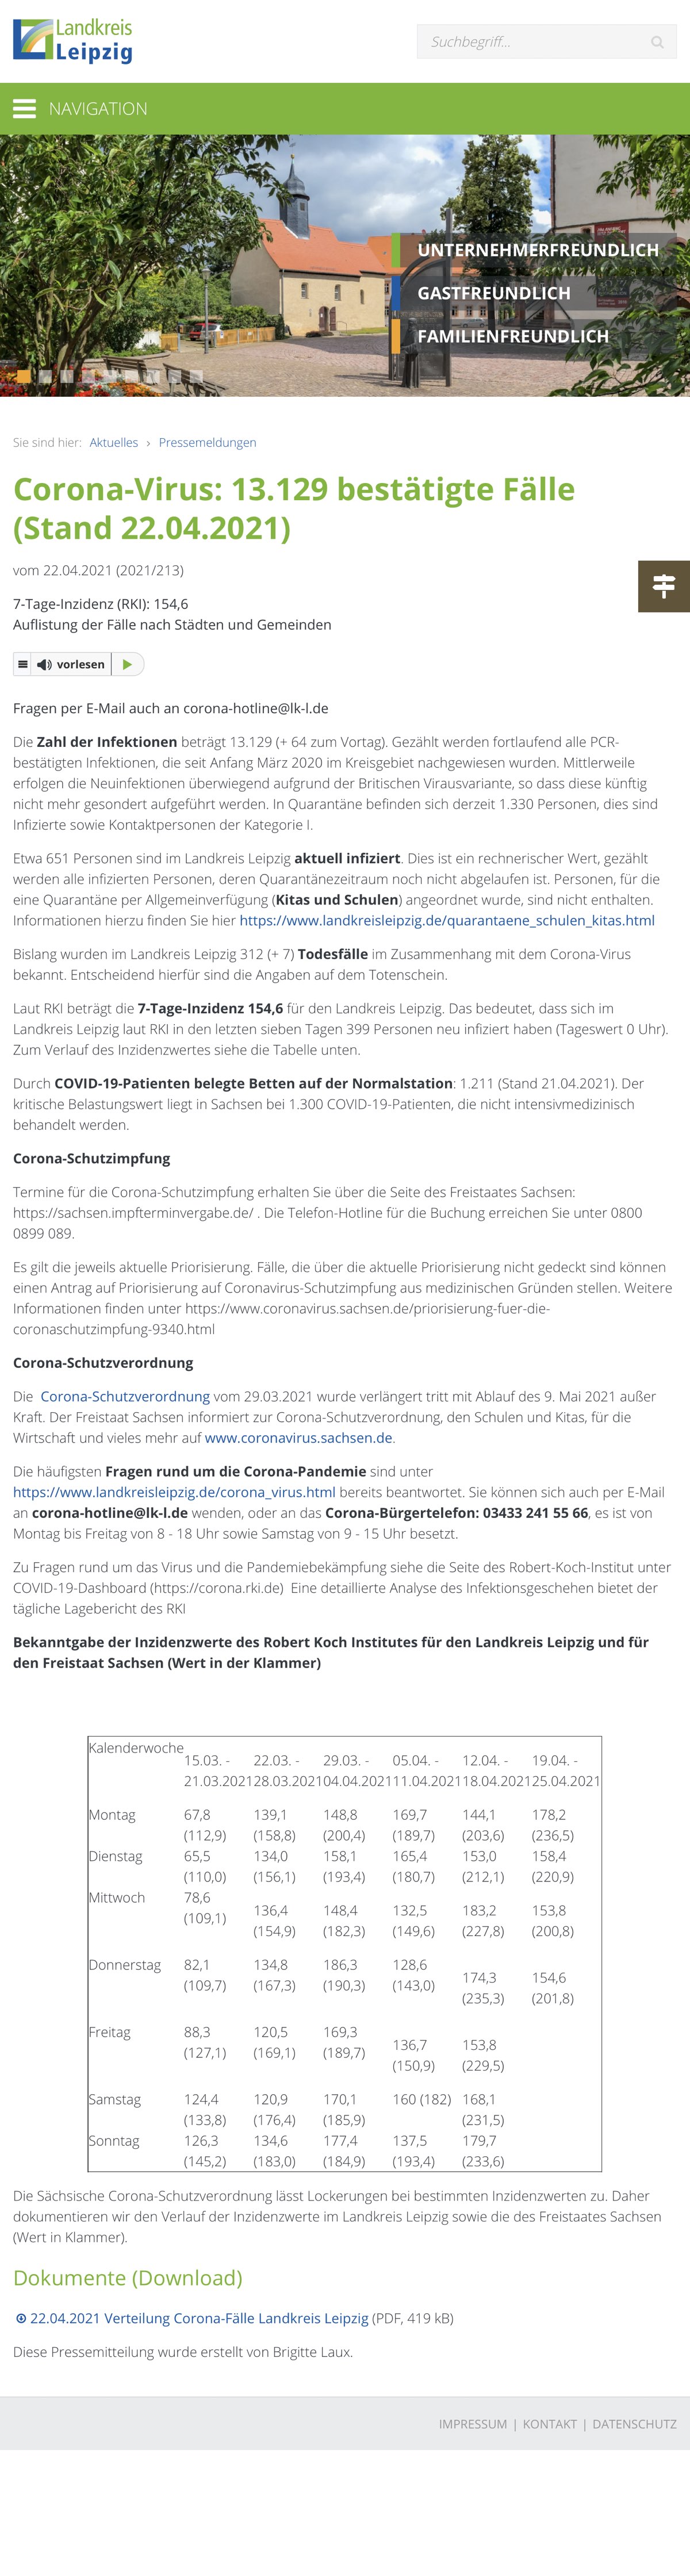 Landkreis
Leipzig
Suchbegriff...
NAVIGATION
UNTERNEHMERFREUNDLICH
GASTFREUNDLICH
FAMILIENFREUNDLICH
Sie sind hier: Aktuelles › Pressemeldungen
Corona-Virus: 13.129 bestätigte Fälle
(Stand 22.04.2021)
vom 22.04.2021 (2021/213)
7-Tage-Inzidenz (RKI): 154,6
Auflistung der Fälle nach Städten und Gemeinden
vorlesen
Fragen per E-Mail auch an corona-hotline@lk-l.de
Die Zahl der Infektionen beträgt 13.129 (+ 64 zum Vortag). Gezählt werden fortlaufend alle PCR-
bestätigten Infektionen, die seit Anfang März 2020 im Kreisgebiet nachgewiesen wurden. Mittlerweile
erfolgen die Neuinfektionen überwiegend aufgrund der Britischen Virausvariante, so dass diese künftig
nicht mehr gesondert aufgeführt werden. In Quarantäne befinden sich derzeit 1.330 Personen, dies sind
Infizierte sowie Kontaktpersonen der Kategorie I.
Etwa 651 Personen sind im Landkreis Leipzig aktuell infiziert. Dies ist ein rechnerischer Wert, gezählt
werden alle infizierten Personen, deren Quarantänezeitraum noch nicht abgelaufen ist. Personen, für die
eine Quarantäne per Allgemeinverfügung (Kitas und Schulen) angeordnet wurde, sind nicht enthalten.
Informationen hierzu finden Sie hier https://www.landkreisleipzig.de/quarantaene_schulen_kitas.html
Bislang wurden im Landkreis Leipzig 312 (+ 7) Todesfälle im Zusammenhang mit dem Corona-Virus
bekannt. Entscheidend hierfür sind die Angaben auf dem Totenschein.
Laut RKI beträgt die 7-Tage-Inzidenz 154,6 für den Landkreis Leipzig. Das bedeutet, dass sich im
Landkreis Leipzig laut RKI in den letzten sieben Tagen 399 Personen neu infiziert haben (Tageswert 0 Uhr).
Zum Verlauf des Inzidenzwertes siehe die Tabelle unten.
Durch COVID-19-Patienten belegte Betten auf der Normalstation: 1.211 (Stand 21.04.2021). Der
kritische Belastungswert liegt in Sachsen bei 1.300 COVID-19-Patienten, die nicht intensivmedizinisch
behandelt werden.
Corona-Schutzimpfung
Termine für die Corona-Schutzimpfung erhalten Sie über die Seite des Freistaates Sachsen:
https://sachsen.impfterminvergabe.de/ . Die Telefon-Hotline für die Buchung erreichen Sie unter 0800
0899 089.
Es gilt die jeweils aktuelle Priorisierung. Fälle, die über die aktuelle Priorisierung nicht gedeckt sind können
einen Antrag auf Priorisierung auf Coronavirus-Schutzimpfung aus medizinischen Gründen stellen. Weitere
Informationen finden unter https://www.coronavirus.sachsen.de/priorisierung-fuer-die-
coronaschutzimpfung-9340.html
Corona-Schutzverordnung
Die Corona-Schutzverordnung vom 29.03.2021 wurde verlängert tritt mit Ablauf des 9. Mai 2021 außer
Kraft. Der Freistaat Sachsen informiert zur Corona-Schutzverordnung, den Schulen und Kitas, für die
Wirtschaft und vieles mehr auf www.coronavirus.sachsen.de.
Die häufigsten Fragen rund um die Corona-Pandemie sind unter
https://www.landkreisleipzig.de/corona_virus.html bereits beantwortet. Sie können sich auch per E-Mail
an corona-hotline@lk-l.de wenden, oder an das Corona-Bürgertelefon: 03433 241 55 66, es ist von
Montag bis Freitag von 8 - 18 Uhr sowie Samstag von 9 - 15 Uhr besetzt.
Zu Fragen rund um das Virus und die Pandemiebekämpfung siehe die Seite des Robert-Koch-Institut unter
COVID-19-Dashboard (https://corona.rki.de) Eine detaillierte Analyse des Infektionsgeschehen bietet der
tägliche Lagebericht des RKI
Bekanntgabe der Inzidenzwerte des Robert Koch Institutes für den Landkreis Leipzig und für
den Freistaat Sachsen (Wert in der Klammer)
Kalenderwoche
15.03. - 22.03. - 29.03. - 05.04. - 12.04. - 19.04. -
21.03.2021 28.03.2021 04.04.2021 11.04.2021 18.04.2021 25.04.2021
Montag 67,8 139,1 148,8 169,7 144,1 178,2
(112,9) (158,8) (200,4) (189,7) (203,6) (236,5)
Dienstag 65,5 134,0 158,1 165,4 153,0 158,4
(110,0) (156,1) (193,4) (180,7) (212,1) (220,9)
Mittwoch 78,6
(109,1) 136,4 148,4 132,5 183,2 153,8
(154,9) (182,3) (149,6) (227,8) (200,8)
Donnerstag 82,1 134,8 186,3 128,6
(109,7) (167,3) (190,3) (143,0) 174,3 154,6
(235,3) (201,8)
Freitag 88,3 120,5 169,3
(127,1) (169,1) (189,7) 136,7 153,8
(150,9) (229,5)
Samstag 124,4 120,9 170,1 160 (182) 168,1
(133,8) (176,4) (185,9) (231,5)
Sonntag 126,3 134,6 177,4 137,5 179,7
(145,2) (183,0) (184,9) (193,4) (233,6)
Die Sächsische Corona-Schutzverordnung lässt Lockerungen bei bestimmten Inzidenzwerten zu. Daher
dokumentieren wir den Verlauf der Inzidenzwerte im Landkreis Leipzig sowie die des Freistaates Sachsen
(Wert in Klammer).
Dokumente (Download)
22.04.2021 Verteilung Corona-Fälle Landkreis Leipzig (PDF, 419 kB)
Diese Pressemitteilung wurde erstellt von Brigitte Laux.
IMPRESSUM | KONTAKT | DATENSCHUTZ